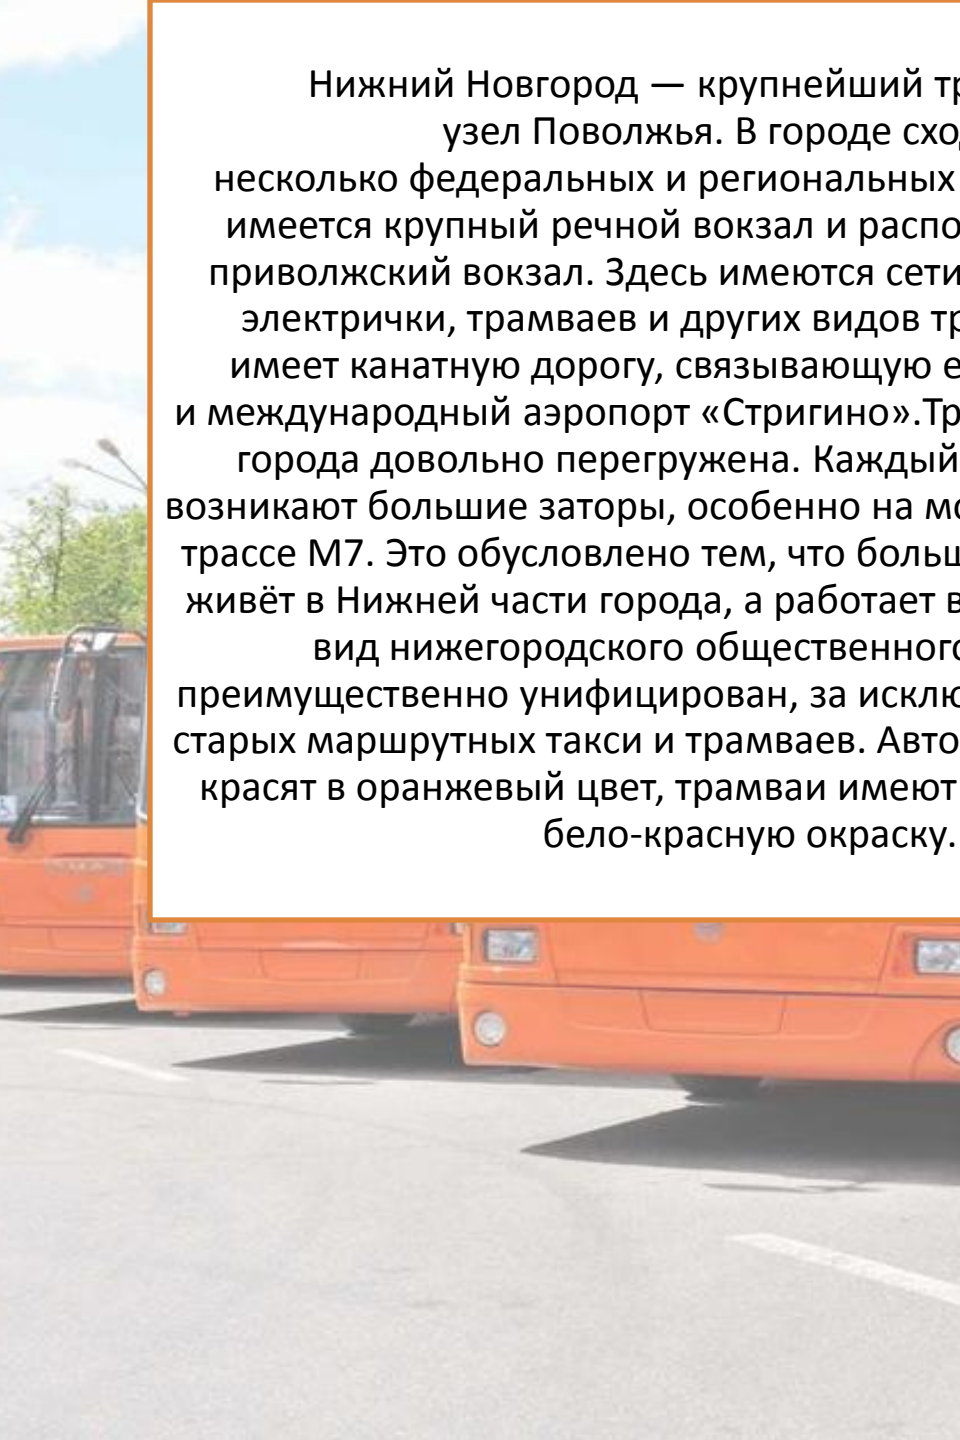 Нижний Новгород — крупнейший тр
узел Поволжья. В городе схо
несколько федеральных и региональных
имеется крупный речной вокзал и распо
приволжский вокзал. Здесь имеются сети
электрички, трамваев и других видов тр
имеет канатную дорогу, связывающую е
и международный аэропорт «Стригино».Тр
города довольно перегружена. Каждый
возникают большие заторы, особенно на мо
трассе М7. Это обусловлено тем, что больш
живёт в Нижней части города, а работает в
вид нижегородского общественного
преимущественно унифицирован, за исклю
старых маршрутных такси и трамваев. Авто
красят в оранжевый цвет, трамваи имеют
бело-красную окраску.